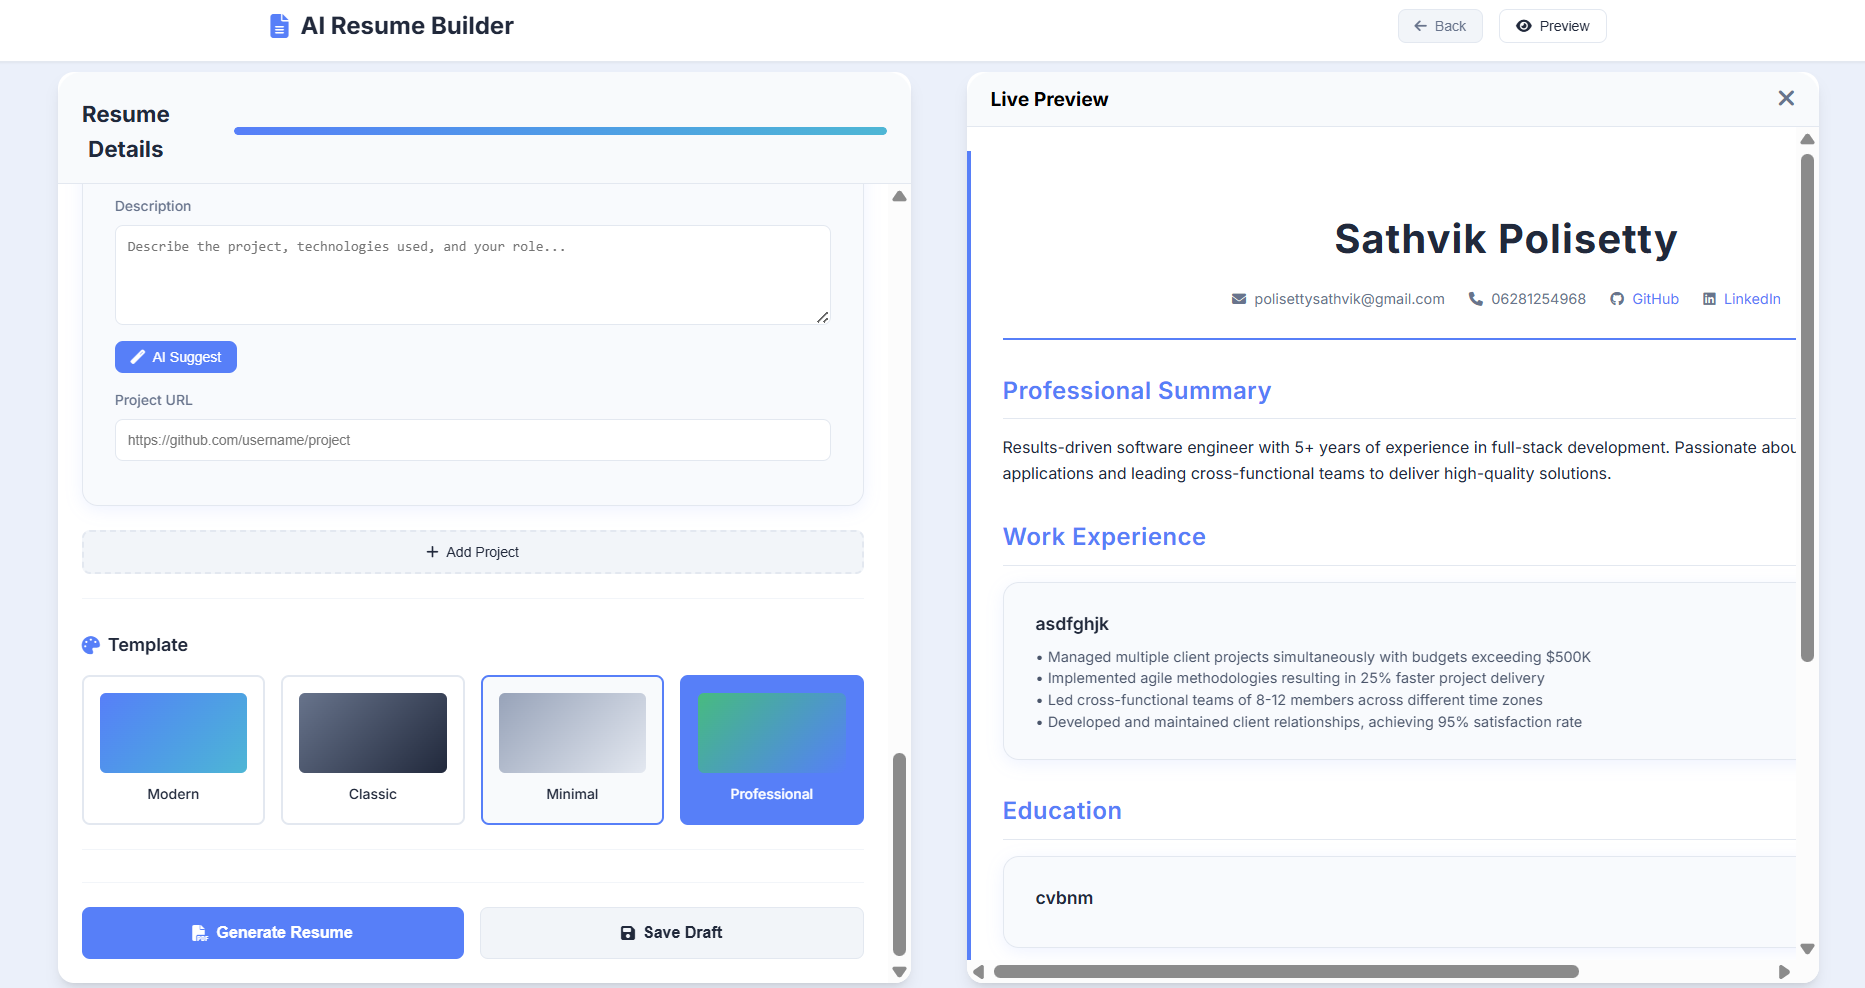 AI Resume Builder
Back
Preview
Resume
Details
Description
Describe the project, technologies used, and your role...
AI Suggest
Project URL
https://github.com/username/project
Add Project
Template
Modern
Classic
Minimal
Professional
Generate Resume
Save Draft
Live Preview
Sathvik Polisetty
polisettysathvik@gmail.com 06281254968 GitHub LinkedIn
Professional Summary
Results-driven software engineer with 5+ years of experience in full-stack development. Passionate abou
applications and leading cross-functional teams to deliver high-quality solutions.
Work Experience
asdfghjk
• Managed multiple client projects simultaneously with budgets exceeding $500K
• Implemented agile methodologies resulting in 25% faster project delivery
• Led cross-functional teams of 8-12 members across different time zones
• Developed and maintained client relationships, achieving 95% satisfaction rate
Education
cvbnm